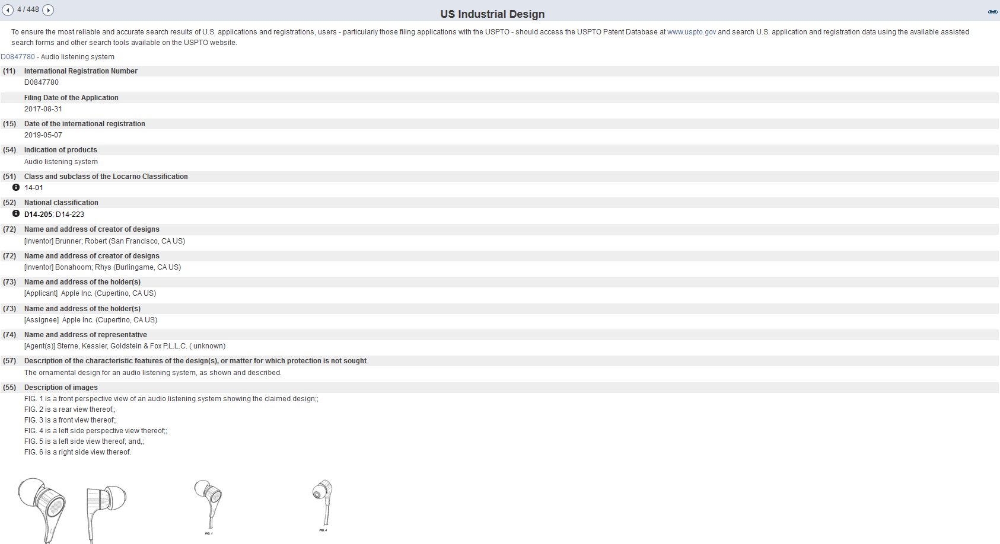 4 / 448
US Industrial Design
To ensure the most reliable and accurate search results of U.S. applications and registrations, users - particularly those filing applications with the USPTO - should access the USPTO Patent Database at www.uspto.gov and search U.S. application and registration data using the available assisted
search forms and other search tools available on the USPTO website.
D0847780 - Audio listening system
(11) International Registration Number
D0847780
Filing Date of the Application
2017-08-31
(15) Date of the international registration
2019-05-07
(54) Indication of products
Audio listening system
(51) Class and subclass of the Locarno Classification
14-01
(52) National classification
D14-205; D14-223
(72) Name and address of creator of designs
[Inventor] Brunner; Robert (San Francisco, CA US)
(72) Name and address of creator of designs
[Inventor] Bonahoom; Rhys (Burlingame, CA US)
(73) Name and address of the holder(s)
[Applicant] Apple Inc. (Cupertino, CA US)
(73) Name and address of the holder(s)
[Assignee] Apple Inc. (Cupertino, CA US)
(74) Name and address of representative
[Agent(s)] Sterne, Kessler, Goldstein & Fox P.L.L.C. ( unknown)
(57) Description of the characteristic features of the design(s), or matter for which protection is not sought
The ornamental design for an audio listening system, as shown and described.
(55) Description of images
FIG. 1 is a front perspective view of an audio listening system showing the claimed design;;
FIG. 2 is a rear view thereof;;
FIG. 3 is a front view thereof;;
FIG. 4 is a left side perspective view thereof;;
FIG. 5 is a left side view thereof; and,;
FIG. 6 is a right side view thereof.
FIG. 1
FIG. 4